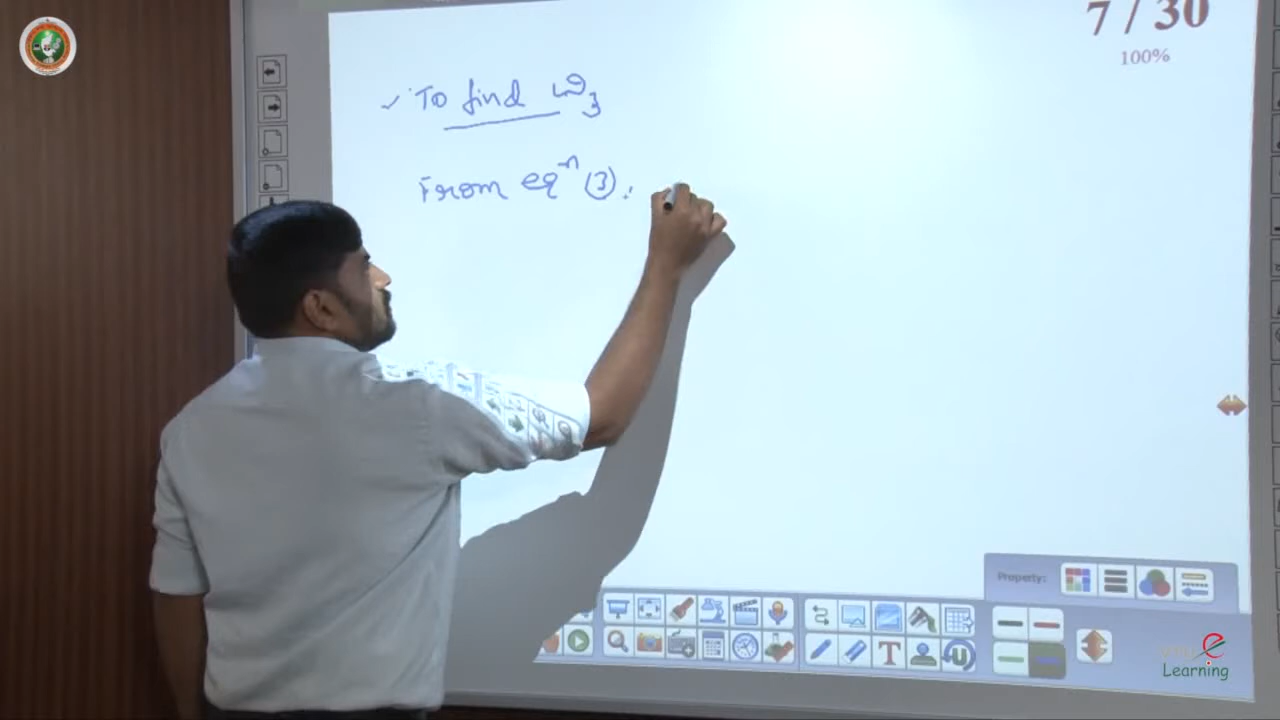 7 / 30
100%
✓ To find ω₃
From eqⁿ (3):
Property:
T
e
Learning